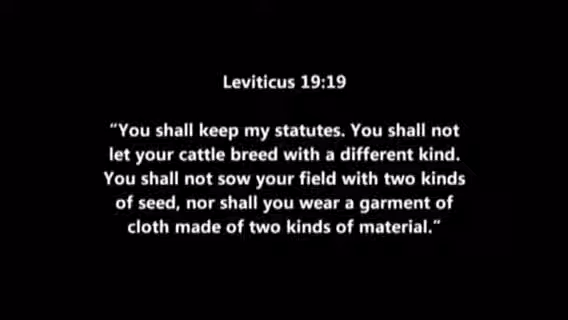 Leviticus 19:19
“You shall keep my statutes. You shall not
let your cattle breed with a different kind.
You shall not sow your field with two kinds
of seed, nor shall you wear a garment of
cloth made of two kinds of material.”